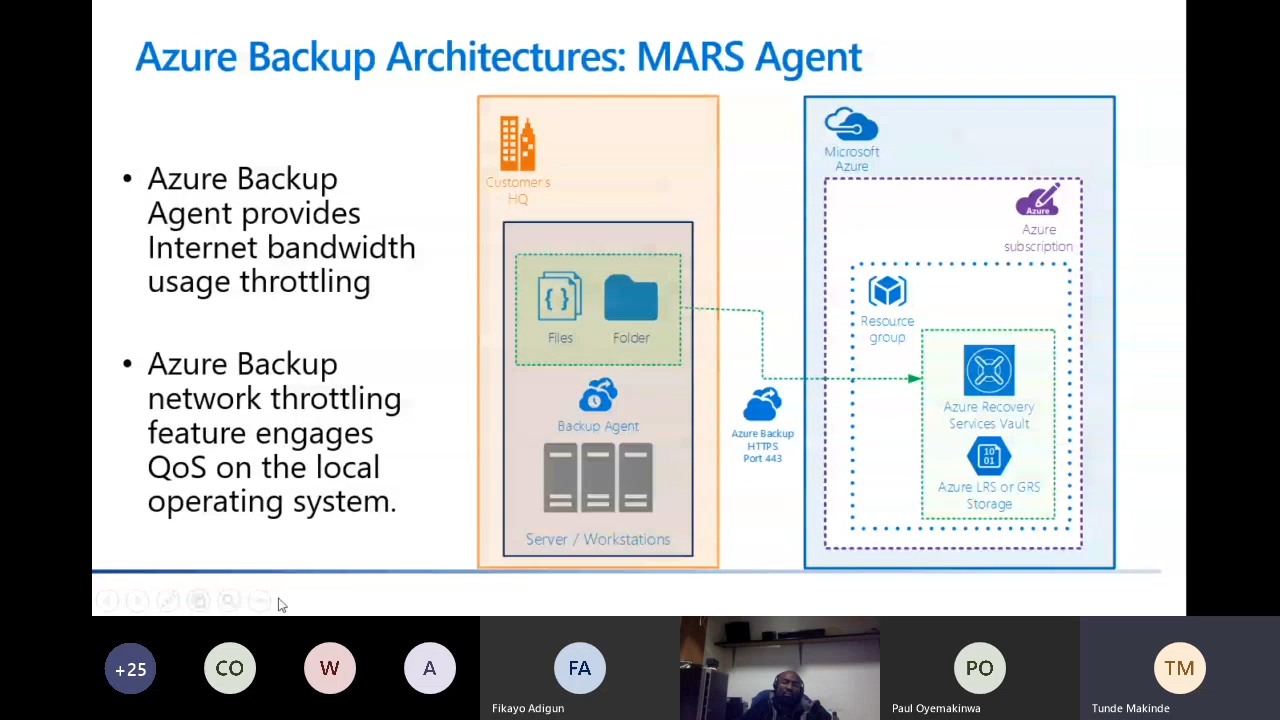 Azure Backup Architectures: MARS Agent
• Azure Backup
Agent provides
Internet bandwidth
usage throttling
• Azure Backup
network throttling
feature engages
QoS on the local
operating system.
Customer's
HQ
Files
Folder
Backup Agent
Server / Workstations
Azure Backup
HTTPS
Port 443
Microsoft
Azure
Azure
Azure
subscription
Resource
group
Azure Recovery
Services Vault
10
01
Azure LRS or GRS
Storage
+25
CO
W
A
FA
Fikayo Adigun
PO
Paul Oyemakinwa
TM
Tunde Makinde